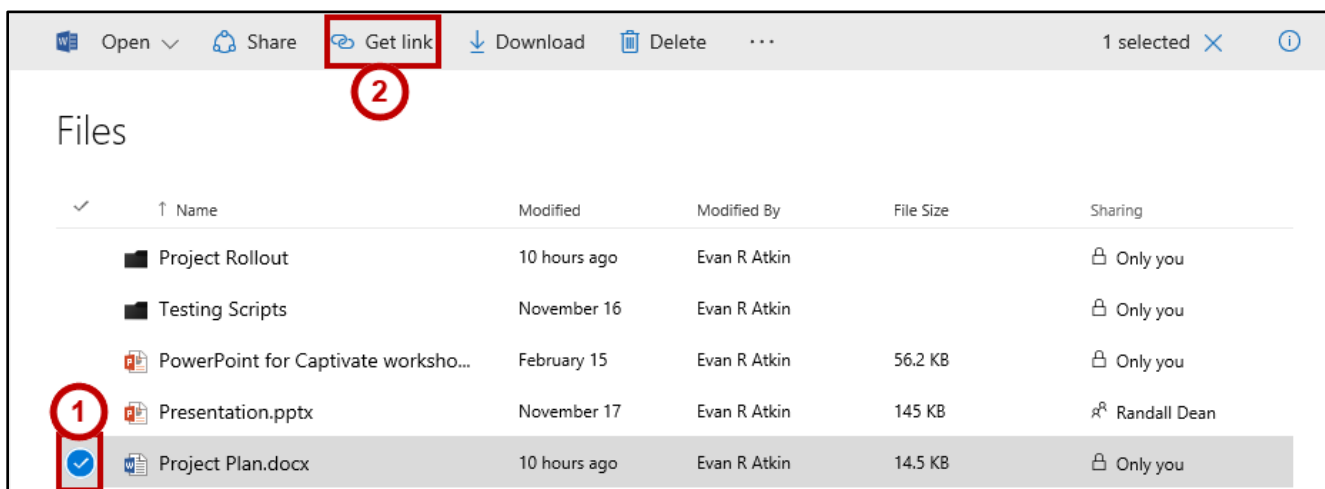 Open Share Get link Download Delete ... 1 selected
2
Files
Name Modified Modified By File Size Sharing
Project Rollout 10 hours ago Evan R Atkin Only you
Testing Scripts November 16 Evan R Atkin Only you
PowerPoint for Captivate worksho... February 15 Evan R Atkin 56.2 KB Only you
1 Presentation.pptx November 17 Evan R Atkin 145 KB Randall Dean
Project Plan.docx 10 hours ago Evan R Atkin 14.5 KB Only you